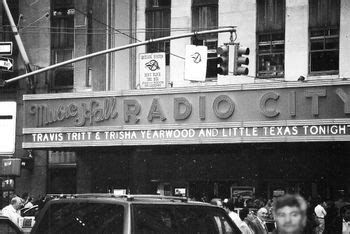 Music Hall RADIO CITY
TRAVIS TRITT & TRISHA YEARWOOD AND LITTLE TEXAS TONIGHT